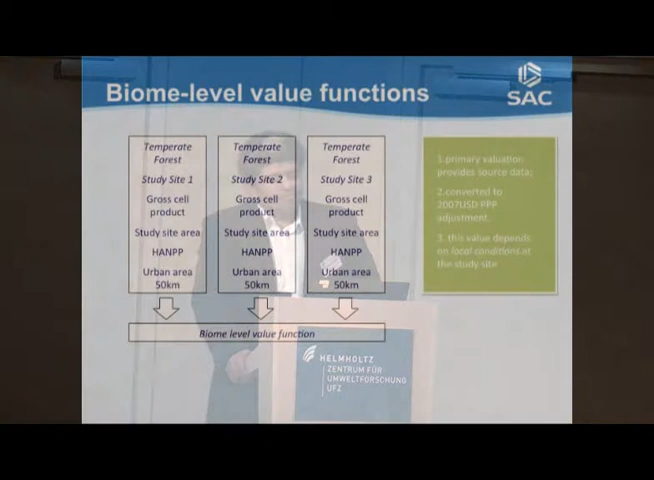 Biome-level value functions
SAC
Temperate
Forest
Study Site 1
Gross cell
product
Study site area
HANPP
Urban area
50km
Temperate
Forest
Study Site 2
Gross cell
product
Study site area
HANPP
Urban area
50km
Temperate
Forest
Study Site 3
Gross cell
product
Study site area
HANPP
Urban area
50km
1.primary valuation
provides source data;
2.converted to
2007USD PPP
adjustment.
3. this value depends
on local conditions at
the study site
Biome level value function
HELMHOLTZ
ZENTRUM FÜR
UMWELTFORSCHUNG
UFZ